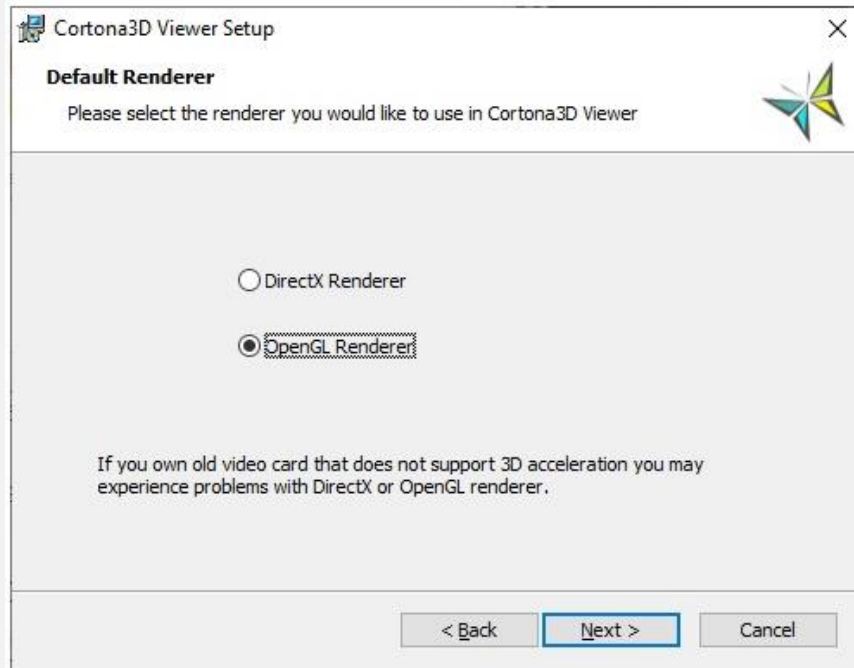 Cortona3D Viewer Setup
Default Renderer
Please select the renderer you would like to use in Cortona3D Viewer
DirectX Renderer
OpenGL Renderer
If you own old video card that does not support 3D acceleration you may
experience problems with DirectX or OpenGL renderer.
< Back
Next >
Cancel